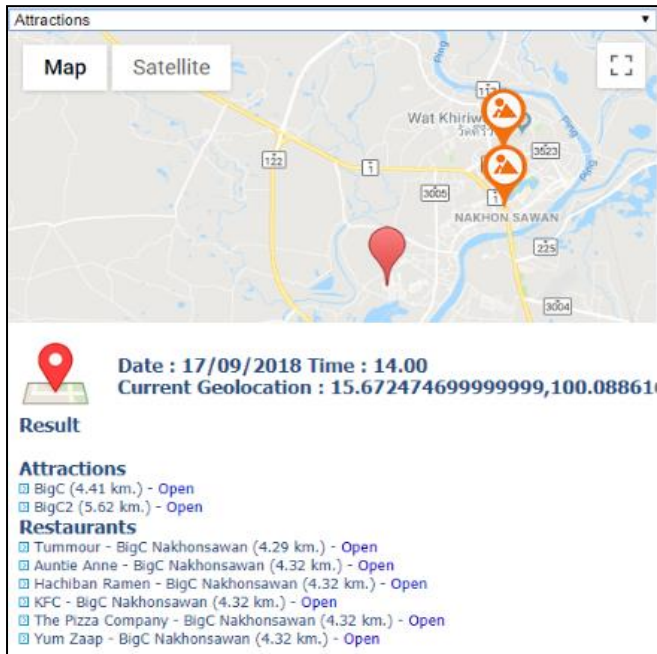 Attractions
Map
Satellite
Ping
Wat Khiriw
1
122
3523
1
3005
1
NAKHON SAWAN
Ping
225
3004
Date : 17/09/2018 Time : 14.00
Current Geolocation : 15.672474699999999,100.088616
Result
Attractions
BigC (4.41 km.) - Open
BigC2 (5.62 km.) - Open
Restaurants
Tummour - BigC Nakhonsawan (4.29 km.) - Open
Auntie Anne - BigC Nakhonsawan (4.32 km.) - Open
Hachiban Ramen - BigC Nakhonsawan (4.32 km.) - Open
KFC - BigC Nakhonsawan (4.32 km.) - Open
The Pizza Company - BigC Nakhonsawan (4.32 km.) - Open
Yum Zaap - BigC Nakhonsawan (4.32 km.) - Open